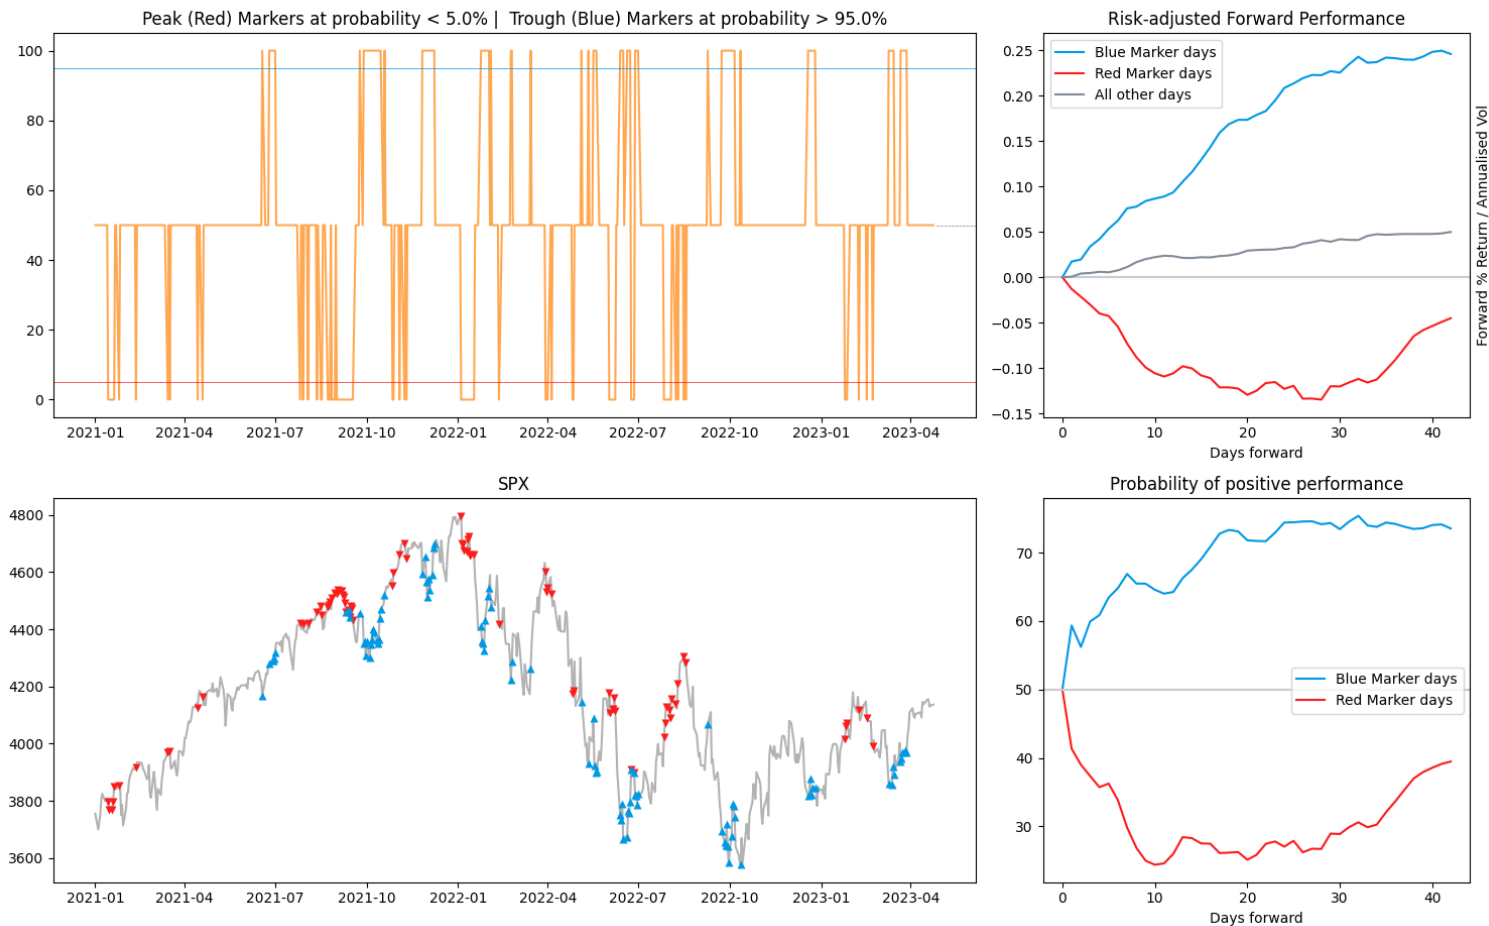 Peak (Red) Markers at probability < 5.0% |  Trough (Blue) Markers at probability > 95.0%
100
80
60
40
20
0
2021-01 2021-04 2021-07 2021-10 2022-01 2022-04 2022-07 2022-10 2023-01 2023-04
Risk-adjusted Forward Performance
Blue Marker days
Red Marker days
All other days
0.25
0.20
0.15
0.10
0.05
0.00
−0.05
−0.10
−0.15
0 10 20 30 40
Days forward
Forward % Return / Annualised Vol
SPX
4800
4600
4400
4200
4000
3800
3600
2021-01 2021-04 2021-07 2021-10 2022-01 2022-04 2022-07 2022-10 2023-01 2023-04
Probability of positive performance
70
60
50
40
30
Blue Marker days
Red Marker days
0 10 20 30 40
Days forward